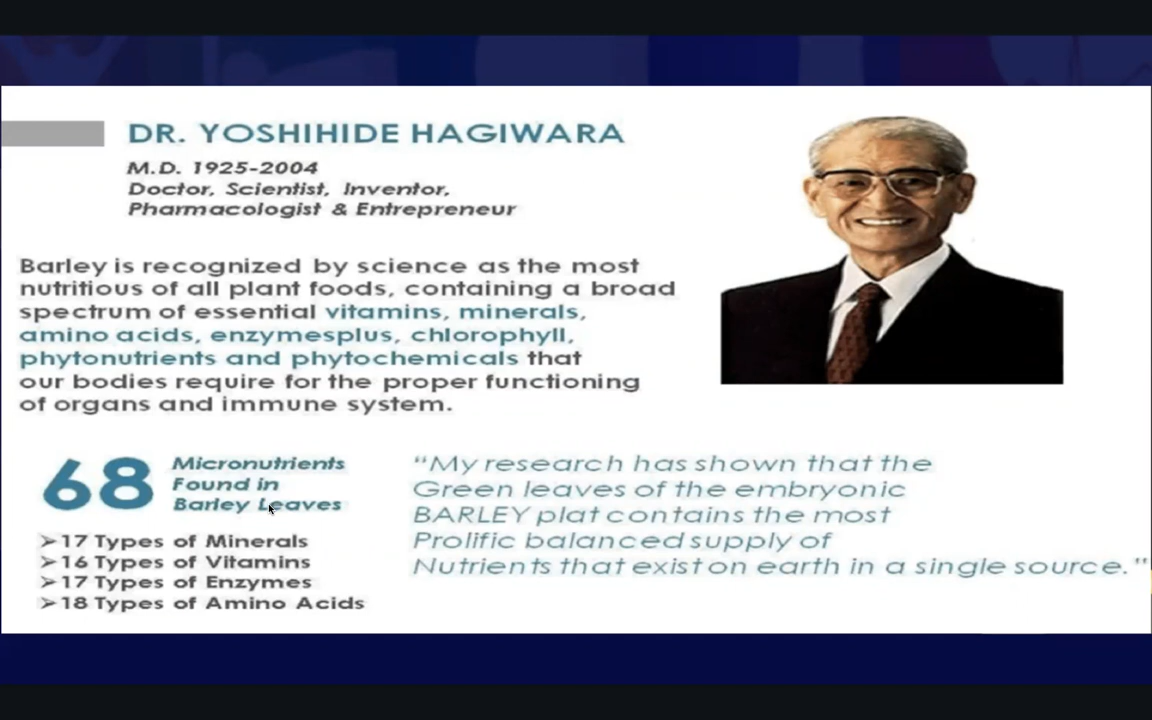 DR. YOSHIHIDE HAGIWARA
M.D. 1925-2004
Doctor, Scientist, Inventor,
Pharmacologist & Entrepreneur
Barley is recognized by science as the most
nutritious of all plant foods, containing a broad
spectrum of essential vitamins, minerals,
amino acids, enzymesplus, chlorophyll,
phytonutrients and phytochemicals that
our bodies require for the proper functioning
of organs and immune system.
68
Micronutrients
Found in
Barley Leaves
➢17 Types of Minerals
➢16 Types of Vitamins
➢17 Types of Enzymes
➢18 Types of Amino Acids
“My research has shown that the
Green leaves of the embryonic
BARLEY plat contains the most
Prolific balanced supply of
Nutrients that exist on earth in a single source.”